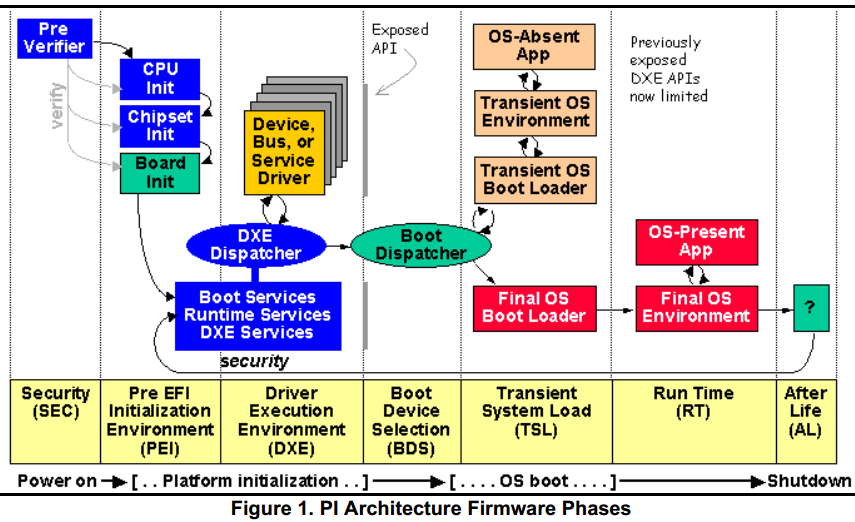 Pre
Verifier
verify
CPU
Init
Chipset
Init
Board
Init
Device,
Bus, or
Service
Driver
DXE
Dispatcher
Boot Services
Runtime Services
DXE Services
security
Exposed
API
Boot
Dispatcher
OS-Absent
App
Transient OS
Environment
Transient OS
Boot Loader
Final OS
Boot Loader
Previously
exposed
DXE APIs
now limited
OS-Present
App
Final OS
Environment
?
Security
(SEC)
Pre EFI
Initialization
Environment
(PEI)
Driver
Execution
Environment
(DXE)
Boot
Device
Selection
(BDS)
Transient
System Load
(TSL)
Run Time
(RT)
After
Life
(AL)
Power on [ . . Platform initialization . . ] [ . . . . OS boot . . . . ] Shutdown
Figure 1. PI Architecture Firmware Phases